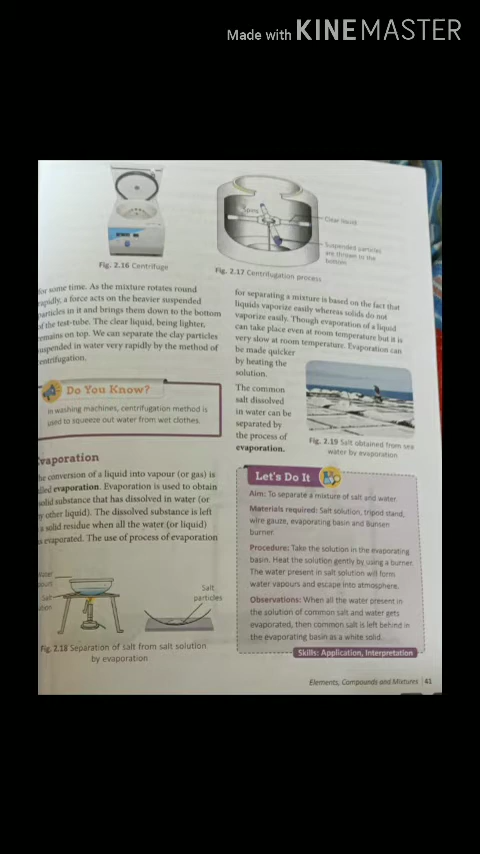 Made with KINEMASTER
Spins
Clear liquid
Suspended particles
are thrown to the
bottom
Fig. 2.16 Centrifuge
Fig. 2.17 Centrifugation process
for some time. As the mixture rotates round
rapidly, a force acts on the heavier suspended
particles in it and brings them down to the bottom
of the test-tube. The clear liquid, being lighter,
remains on top. We can separate the clay particles
suspended in water very rapidly by the method of
centrifugation.
Do You Know?
In washing machines, centrifugation method is
used to squeeze out water from wet clothes.
Evaporation
he conversion of a liquid into vapour (or gas) is
lled evaporation. Evaporation is used to obtain
solid substance that has dissolved in water (or
y other liquid). The dissolved substance is left
a solid residue when all the water (or liquid)
s evaporated. The use of process of evaporation
Water
Salt
Salt
particles
Fig. 2.18 Separation of salt from salt solution
by evaporation
for separating a mixture is based on the fact that
liquids vaporize easily whereas solids do not
vaporize easily. Though evaporation of a liquid
can take place even at room temperature but it is
very slow at room temperature. Evaporation can
be made quicker
by heating the
solution.
The common
salt dissolved
in water can be
separated by
the process of
evaporation.
Fig. 2.19 Salt obtained from sea
water by evaporation
Let's Do It
Aim: To separate a mixture of salt and water
Materials required: Salt solution, tripod stand,
wire gauze, evaporating basin and Bunsen
burner.
Procedure: Take the solution in the evaporating
basin. Heat the solution gently by using a burner.
The water present in salt solution will form
water vapours and escape into atmosphere.
Observations: When all the water present in
the solution of common salt and water gets
evaporated, then common salt is left behind in
the evaporating basin as a white solid.
Skills: Application, Interpretation
Elements, Compounds and Mixtures 41